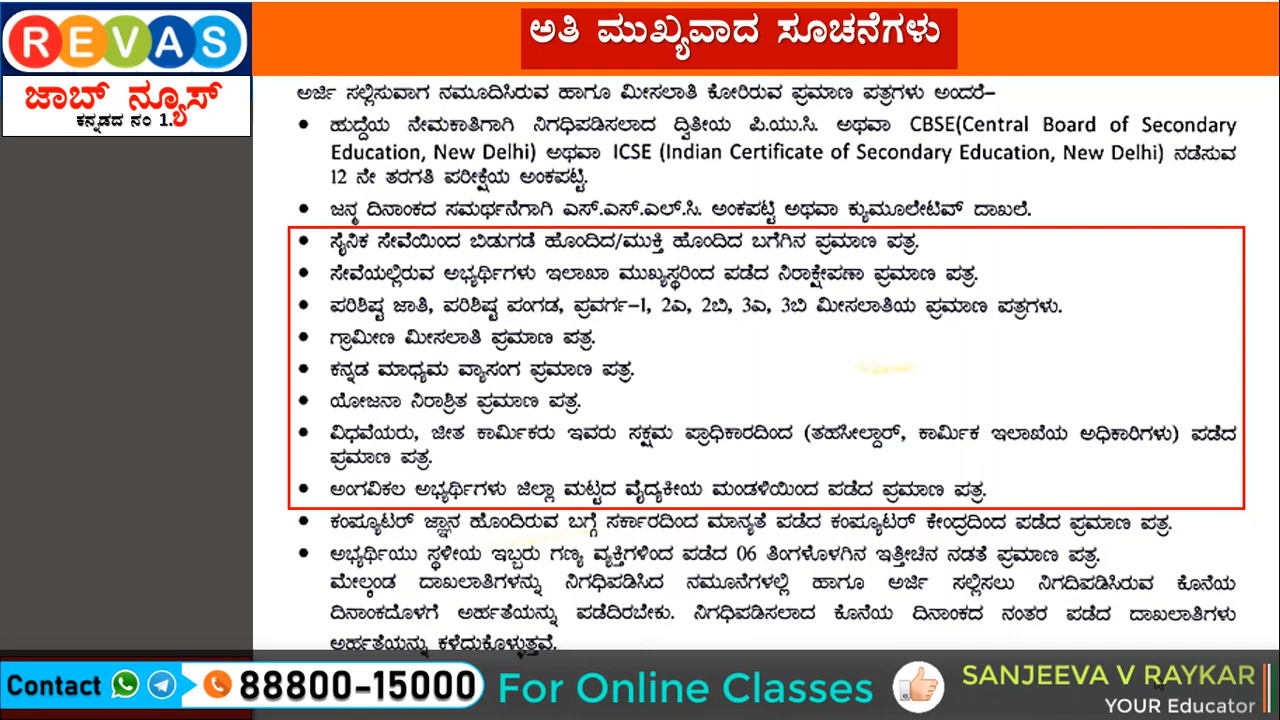 REVAS
ಜಾಬ್ ನ್ಯೂಸ್
ಕನ್ನಡದ ನಂ 1.
ಅತಿ ಮುಖ್ಯವಾದ ಸೂಚನೆಗಳು
ಅರ್ಜಿ ಸಲ್ಲಿಸುವಾಗ ನಮೂದಿಸಿರುವ ಹಾಗೂ ಮೀಸಲಾತಿ ಕೋರಿರುವ ಪ್ರಮಾಣ ಪತ್ರಗಳು ಅಂದರೆ–
• ಹುದ್ದೆಯ ನೇಮಕಾತಿಗಾಗಿ ನಿಗಧಿಪಡಿಸಲಾದ ದ್ವಿತೀಯ ಪಿ.ಯು.ಸಿ. ಅಥವಾ CBSE(Central Board of Secondary
Education, New Delhi) ಅಥವಾ ICSE (Indian Certificate of Secondary Education, New Delhi) ನಡೆಸುವ
12 ನೇ ತರಗತಿ ಪರೀಕ್ಷೆಯ ಅಂಕಪಟ್ಟಿ.
• ಜನ್ಮ ದಿನಾಂಕದ ಸಮರ್ಥನೆಗಾಗಿ ಎಸ್.ಎಸ್.ಎಲ್.ಸಿ. ಅಂಕಪಟ್ಟಿ ಅಥವಾ ಕ್ಯುಮೂಲೇಟಿವ್ ದಾಖಲೆ.
• ಸೈನಿಕ ಸೇವೆಯಿಂದ ಬಿಡುಗಡೆ ಹೊಂದಿದ/ಮುಕ್ತಿ ಹೊಂದಿದ ಬಗೆಗಿನ ಪ್ರಮಾಣ ಪತ್ರ.
• ಸೇವೆಯಲ್ಲಿರುವ ಅಭ್ಯರ್ಥಿಗಳು ಇಲಾಖಾ ಮುಖ್ಯಸ್ಥರಿಂದ ಪಡೆದ ನಿರಾಕ್ಷೇಪಣಾ ಪ್ರಮಾಣ ಪತ್ರ.
• ಪರಿಶಿಷ್ಟ ಜಾತಿ, ಪರಿಶಿಷ್ಟ ಪಂಗಡ, ಪ್ರವರ್ಗ–1, 2ಎ, 2ಬಿ, 3ಎ, 3ಬಿ ಮೀಸಲಾತಿಯ ಪ್ರಮಾಣ ಪತ್ರಗಳು.
• ಗ್ರಾಮೀಣ ಮೀಸಲಾತಿ ಪ್ರಮಾಣ ಪತ್ರ.
• ಕನ್ನಡ ಮಾಧ್ಯಮ ವ್ಯಾಸಂಗ ಪ್ರಮಾಣ ಪತ್ರ.
• ಯೋಜನಾ ನಿರಾಶ್ರಿತ ಪ್ರಮಾಣ ಪತ್ರ.
• ವಿಧವೆಯರು, ಜೀತ ಕಾರ್ಮಿಕರು ಇವರು ಸಕ್ಷಮ ಪ್ರಾಧಿಕಾರದಿಂದ (ತಹಸೀಲ್ದಾರ್, ಕಾರ್ಮಿಕ ಇಲಾಖೆಯ ಅಧಿಕಾರಿಗಳು) ಪಡೆದ
ಪ್ರಮಾಣ ಪತ್ರ.
• ಅಂಗವಿಕಲ ಅಭ್ಯರ್ಥಿಗಳು ಜಿಲ್ಲಾ ಮಟ್ಟದ ವೈದ್ಯಕೀಯ ಮಂಡಳಿಯಿಂದ ಪಡೆದ ಪ್ರಮಾಣ ಪತ್ರ.
• ಕಂಪ್ಯೂಟರ್ ಜ್ಞಾನ ಹೊಂದಿರುವ ಬಗ್ಗೆ ಸರ್ಕಾರದಿಂದ ಮಾನ್ಯತೆ ಪಡೆದ ಕಂಪ್ಯೂಟರ್ ಕೇಂದ್ರದಿಂದ ಪಡೆದ ಪ್ರಮಾಣ ಪತ್ರ.
• ಅಭ್ಯರ್ಥಿಯು ಸ್ಥಳೀಯ ಇಬ್ಬರು ಗಣ್ಯ ವ್ಯಕ್ತಿಗಳಿಂದ ಪಡೆದ 06 ತಿಂಗಳೊಳಗಿನ ಇತ್ತೀಚಿನ ನಡತೆ ಪ್ರಮಾಣ ಪತ್ರ.
ಮೇಲ್ಕಂಡ ದಾಖಲಾತಿಗಳನ್ನು ನಿಗಧಿಪಡಿಸಿದ ನಮೂನೆಗಳಲ್ಲಿ ಹಾಗೂ ಅರ್ಜಿ ಸಲ್ಲಿಸಲು ನಿಗದಿಪಡಿಸಿರುವ ಕೊನೆಯ
ದಿನಾಂಕದೊಳಗೆ ಅರ್ಹತೆಯನ್ನು ಪಡೆದಿರಬೇಕು. ನಿಗಧಿಪಡಿಸಲಾದ ಕೊನೆಯ ದಿನಾಂಕದ ನಂತರ ಪಡೆದ ದಾಖಲಾತಿಗಳು
ಅರ್ಹತೆಯನ್ನು ಕಳೆದುಕೊಳ್ಳುತ್ತವೆ.
Contact 88800-15000 For Online Classes
SANJEEVA V RAYKAR
YOUR Educator